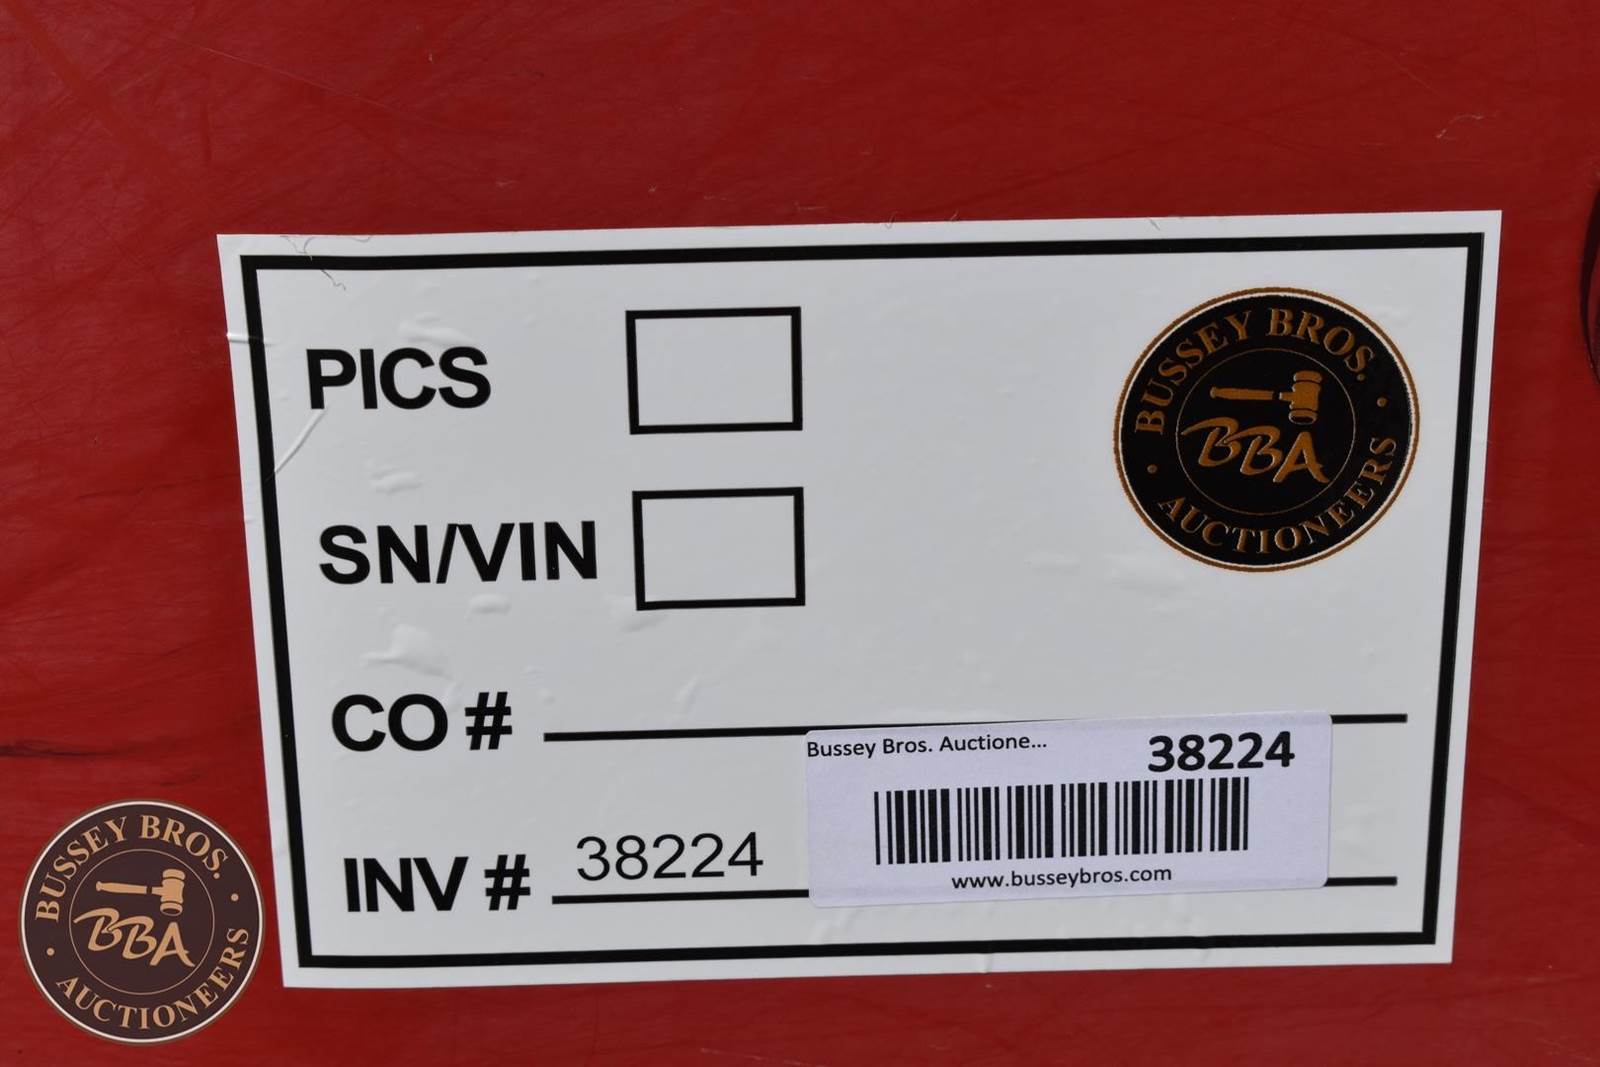 PICS
BUSSEY BROS.
BBA
AUCTIONEERS
SN/VIN
CO #
Bussey Bros. Auctione... 38224
INV # 38224
www.busseybros.com
BUSSEY BROS.
BBA
AUCTIONEERS